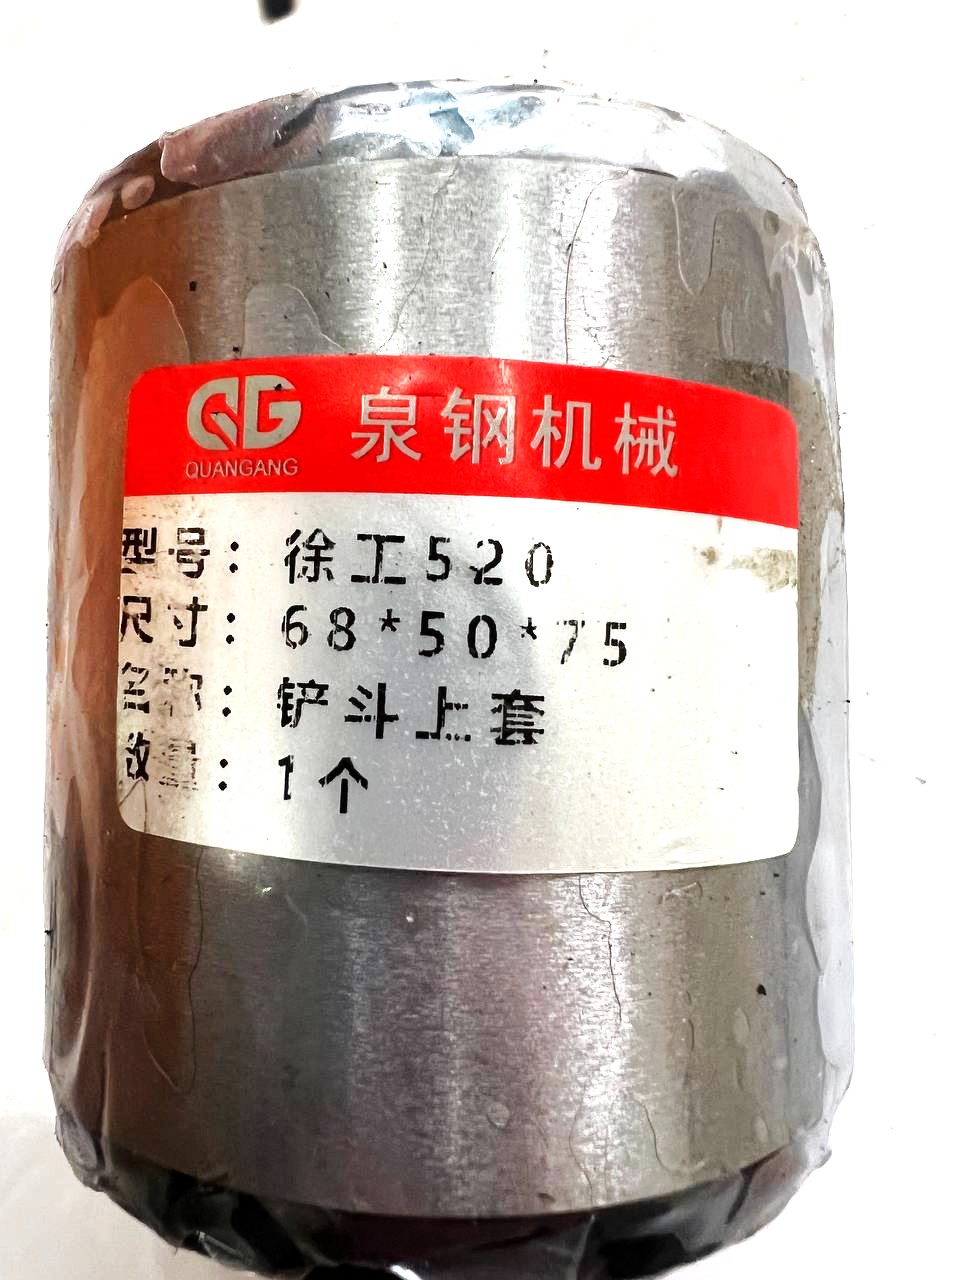 QG 泉钢机械
QUANGANG
型号：徐工520
尺寸：68*50*75
名称：铲斗上套
数量：1个